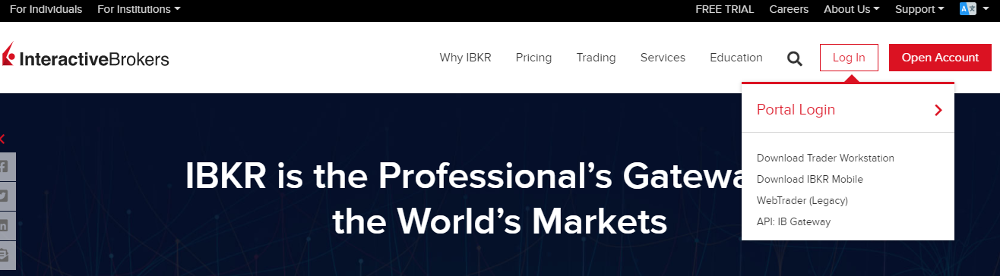 For Individuals For Institutions FREE TRIAL Careers About Us Support A
InteractiveBrokers Why IBKR Pricing Trading Services Education Log In Open Account
Portal Login
Download Trader Workstation
Download IBKR Mobile
WebTrader (Legacy)
API: IB Gateway
IBKR is the Professional's Gatewa
the World's Markets